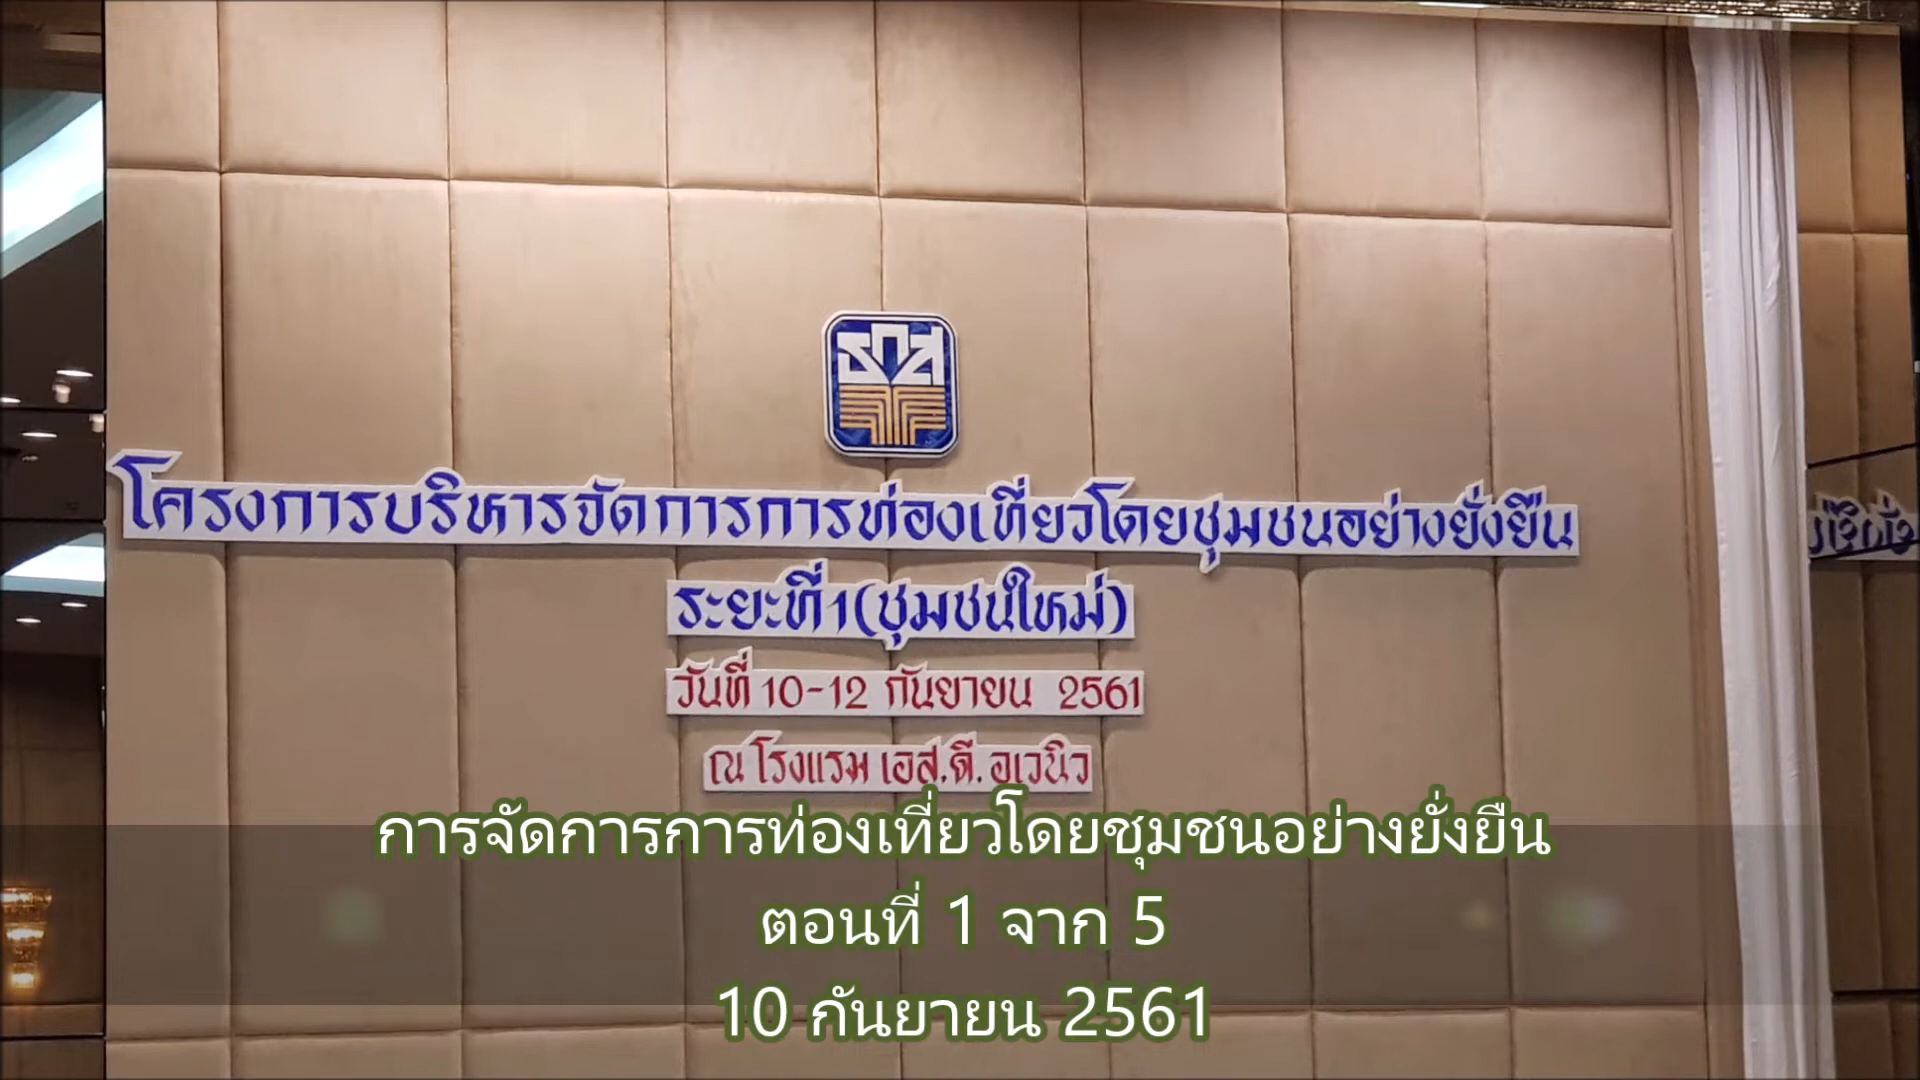 ธกส
โครงการบริหารจัดการการท่องเที่ยวโดยชุมชนอย่างยั่งยืน
ระยะที่1(ชุมชนใหม่)
วันที่ 10-12 กันยายน 2561
ณ โรงแรม เอส.ดี. อเวนิว
การจัดการการท่องเที่ยวโดยชุมชนอย่างยั่งยืน
ตอนที่ 1 จาก 5
10 กันยายน 2561